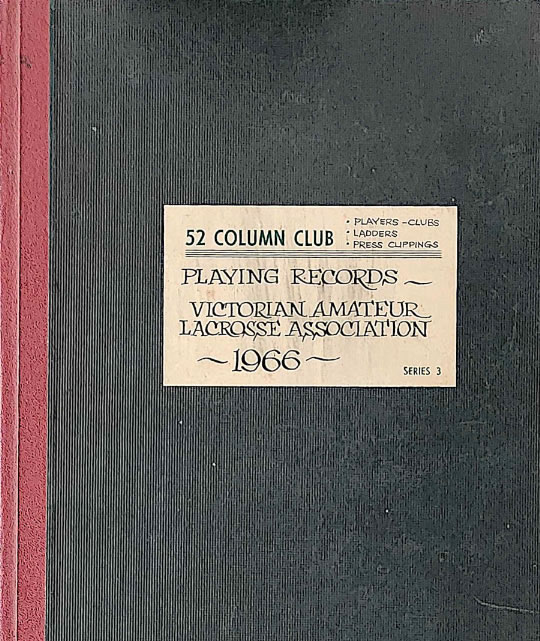 52 COLUMN CLUB
• PLAYERS - CLUBS
• LADDERS
• PRESS CLIPPINGS
PLAYING RECORDS ~
VICTORIAN AMATEUR
LACROSSE ASSOCIATION
~ 1966 ~
SERIES 3